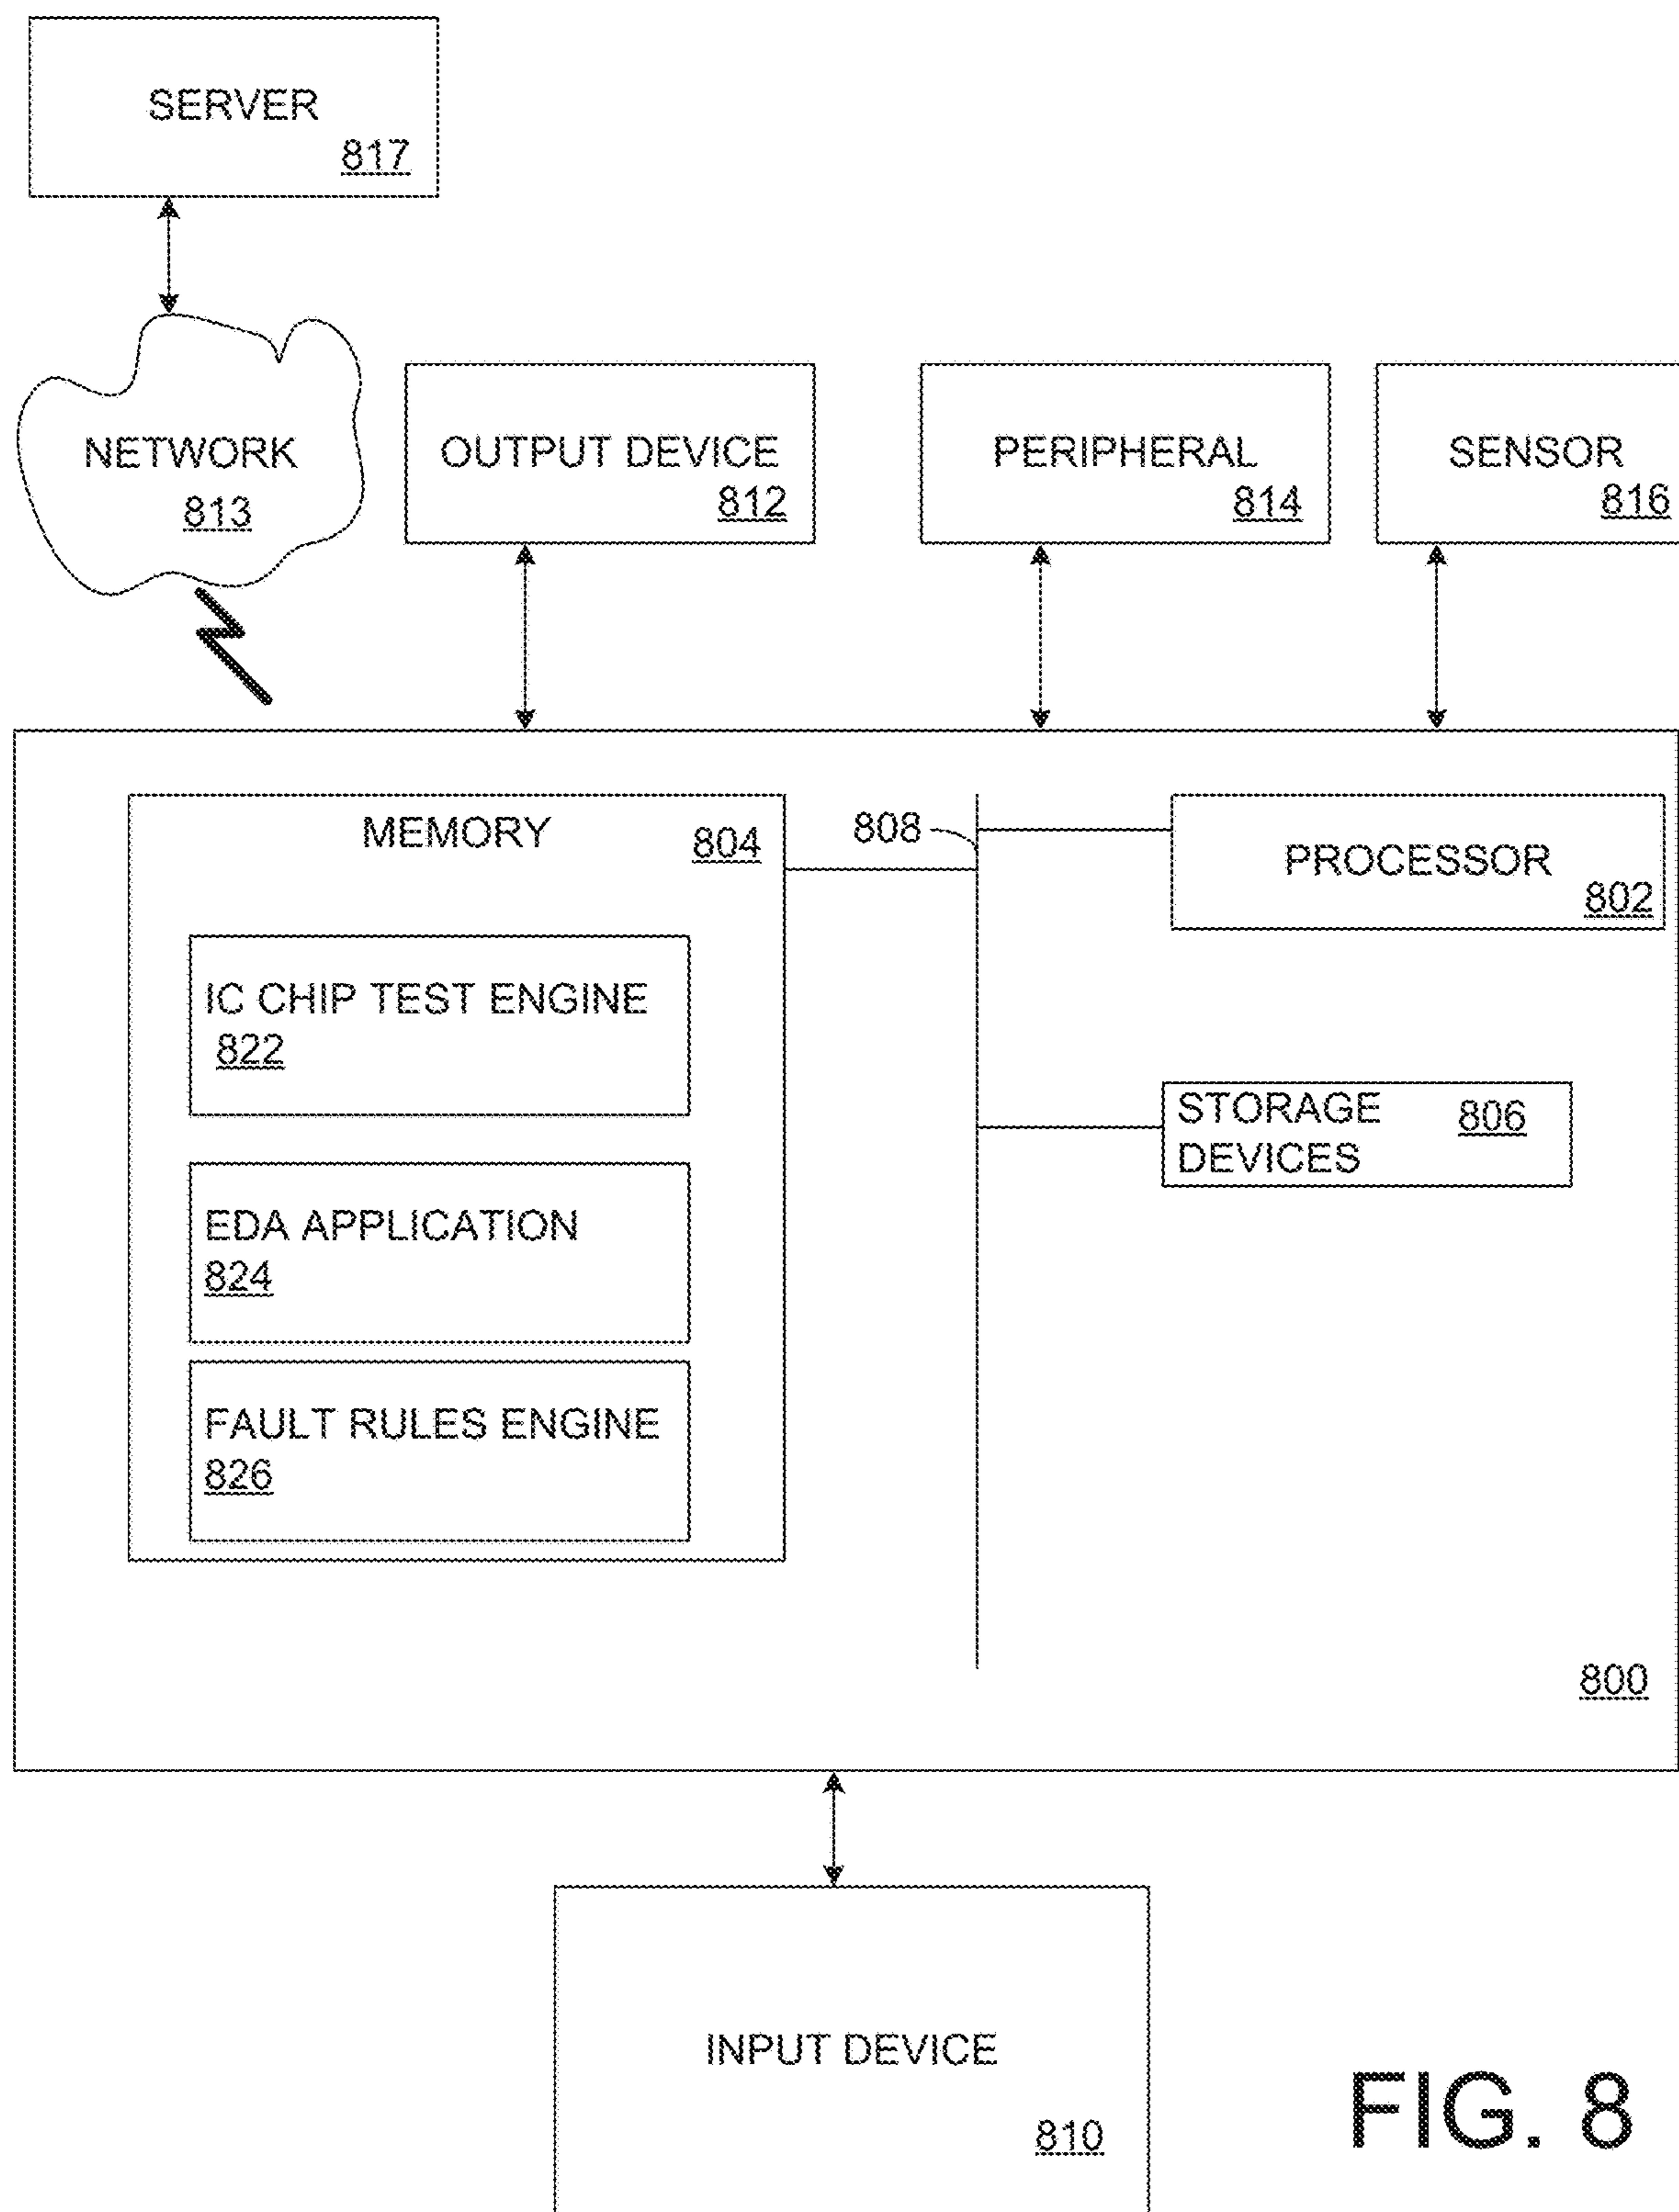 SERVER
817
NETWORK
813
OUTPUT DEVICE
812
PERIPHERAL
814
SENSOR
816
MEMORY
804
808
PROCESSOR
802
IC CHIP TEST ENGINE
822
STORAGE
DEVICES
806
EDA APPLICATION
824
FAULT RULES ENGINE
826
800
INPUT DEVICE
810
FIG. 8